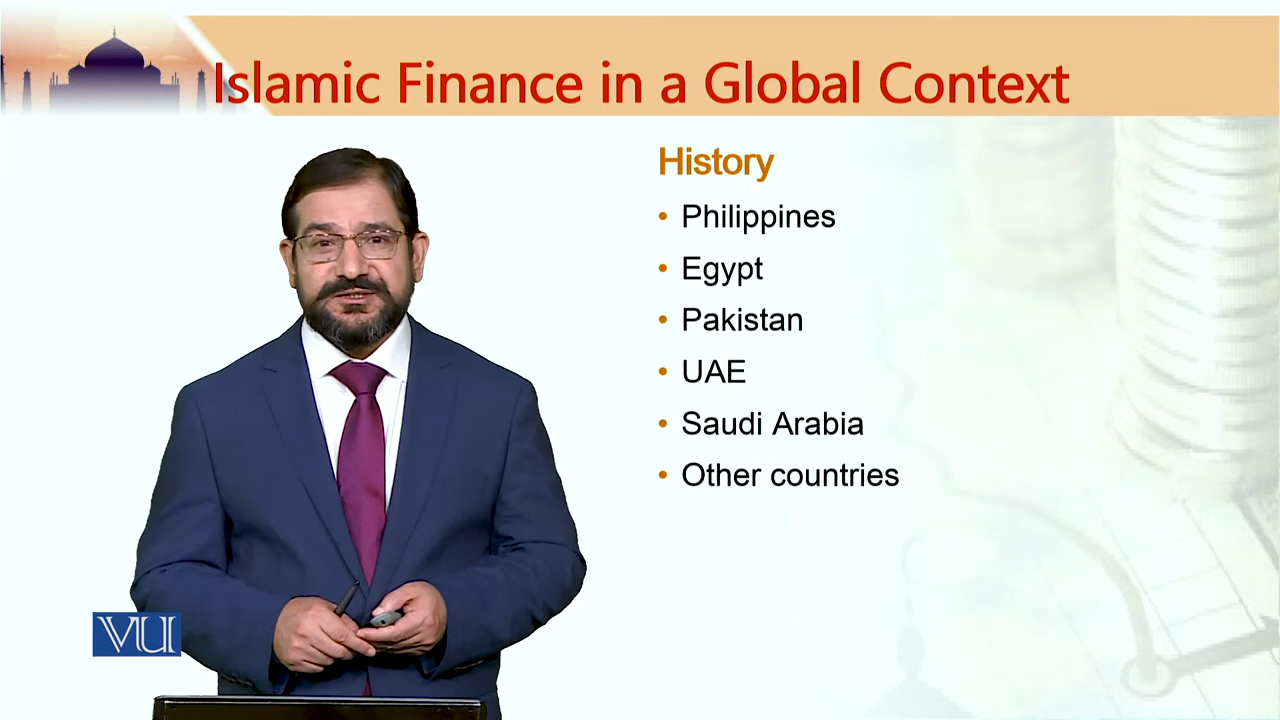 Islamic Finance in a Global Context
History
• Philippines
• Egypt
• Pakistan
• UAE
• Saudi Arabia
• Other countries
VU